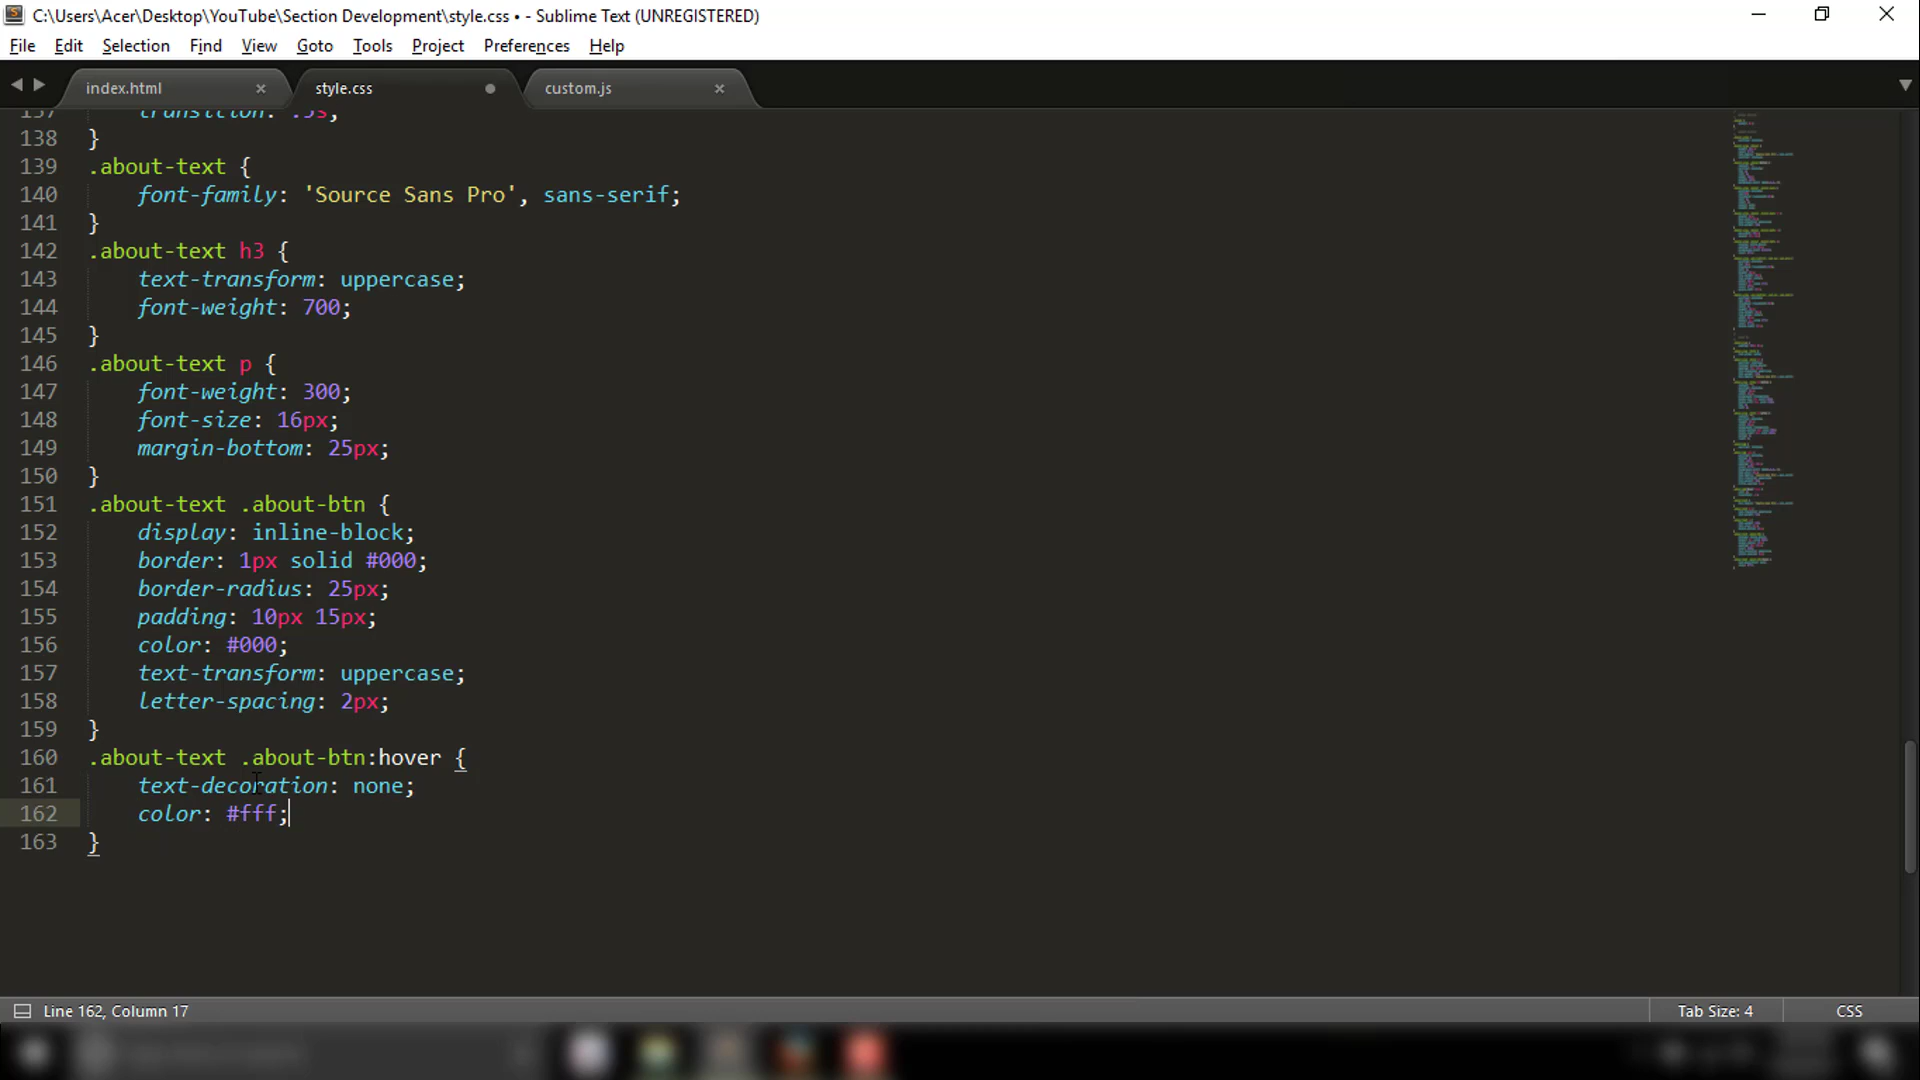 C:\Users\Acer\Desktop\YouTube\Section Development\style.css • - Sublime Text (UNREGISTERED)
File Edit Selection Find View Goto Tools Project Preferences Help
index.html × style.css custom.js ×
137 transition: .5s;
138 }
139 .about-text {
140 font-family: 'Source Sans Pro', sans-serif;
141 }
142 .about-text h3 {
143 text-transform: uppercase;
144 font-weight: 700;
145 }
146 .about-text p {
147 font-weight: 300;
148 font-size: 16px;
149 margin-bottom: 25px;
150 }
151 .about-text .about-btn {
152 display: inline-block;
153 border: 1px solid #000;
154 border-radius: 25px;
155 padding: 10px 15px;
156 color: #000;
157 text-transform: uppercase;
158 letter-spacing: 2px;
159 }
160 .about-text .about-btn:hover {
161 text-decoration: none;
162 color: #fff;
163 }
Line 162, Column 17 Tab Size: 4 CSS